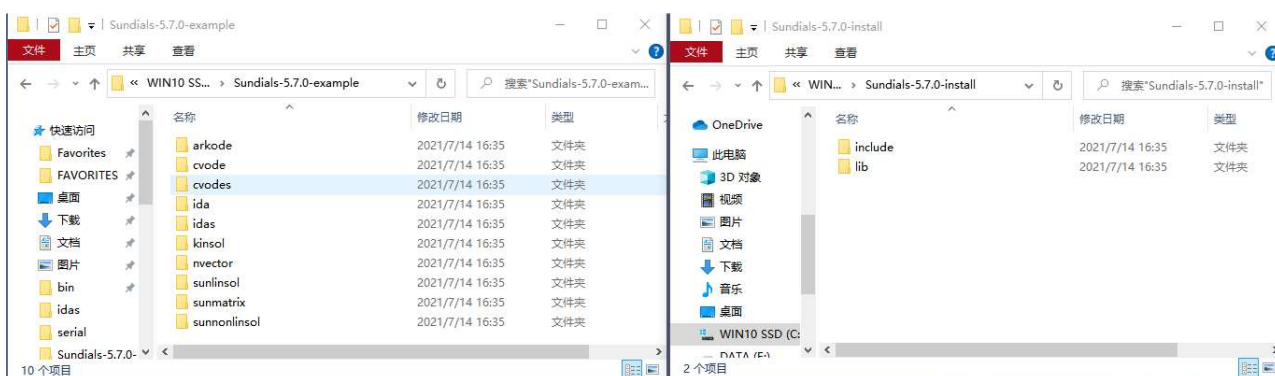 Sundials-5.7.0-example
文件 主页 共享 查看
« WIN10 SS... › Sundials-5.7.0-example 搜索"Sundials-5.7.0-exam...
快速访问
Favorites
FAVORITES
桌面
下载
文档
图片
bin
idas
serial
Sundials-5.7.0-
名称 修改日期 类型
arkode 2021/7/14 16:35 文件夹
cvode 2021/7/14 16:35 文件夹
cvodes 2021/7/14 16:35 文件夹
ida 2021/7/14 16:35 文件夹
idas 2021/7/14 16:35 文件夹
kinsol 2021/7/14 16:35 文件夹
nvector 2021/7/14 16:35 文件夹
sunlinsol 2021/7/14 16:35 文件夹
sunmatrix 2021/7/14 16:35 文件夹
sunnonlinsol 2021/7/14 16:35 文件夹
10 个项目
Sundials-5.7.0-install
文件 主页 共享 查看
« WIN... › Sundials-5.7.0-install 搜索"Sundials-5.7.0-install"
OneDrive
此电脑
3D 对象
视频
图片
文档
下载
音乐
桌面
WIN10 SSD (C:
DATA (F:)
名称 修改日期 类型
include 2021/7/14 16:35 文件夹
lib 2021/7/14 16:35 文件夹
2 个项目